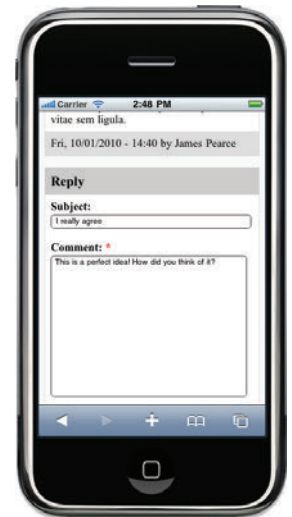 Carrier 2:48 PM
vitae sem ligula.
Fri, 10/01/2010 - 14:40 by James Pearce
Reply
Subject:
I really agree
Comment: *
This is a perfect idea! How did you think of it?